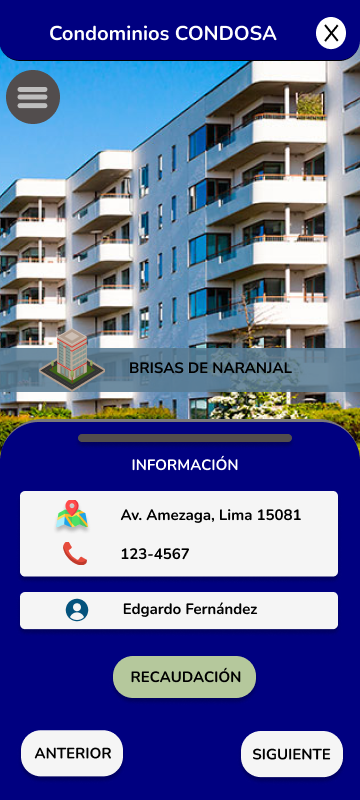 Condominios CONDOSA
X
BRISAS DE NARANJAL
INFORMACIÓN
Av. Amezaga, Lima 15081
123-4567
Edgardo Fernández
RECAUDACIÓN
ANTERIOR
SIGUIENTE